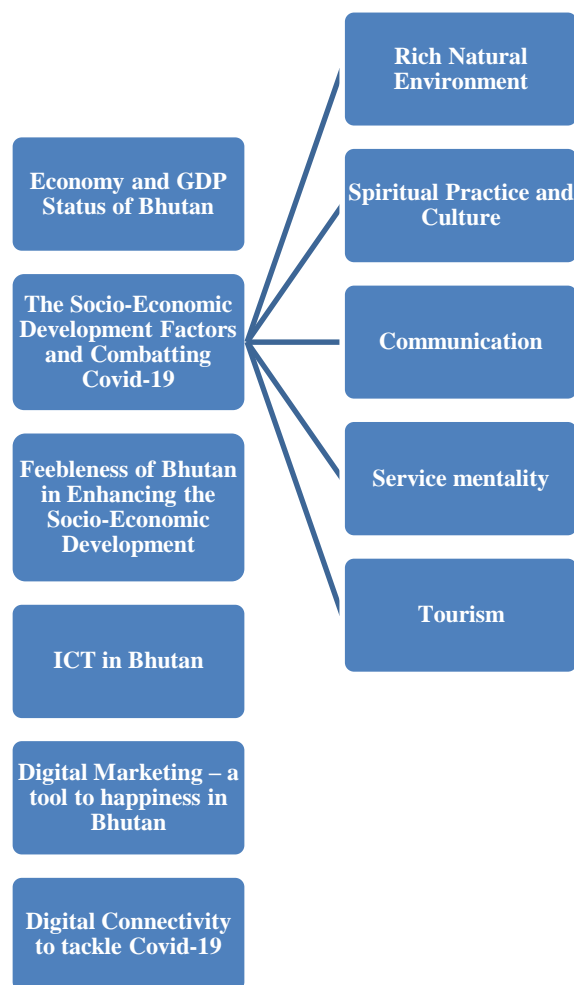 Economy and GDP
Status of Bhutan
The Socio-Economic
Development Factors
and Combatting
Covid-19
Feebleness of Bhutan
in Enhancing the
Socio-Economic
Development
ICT in Bhutan
Digital Marketing – a
tool to happiness in
Bhutan
Digital Connectivity
to tackle Covid-19
Rich Natural
Environment
Spiritual Practice and
Culture
Communication
Service mentality
Tourism